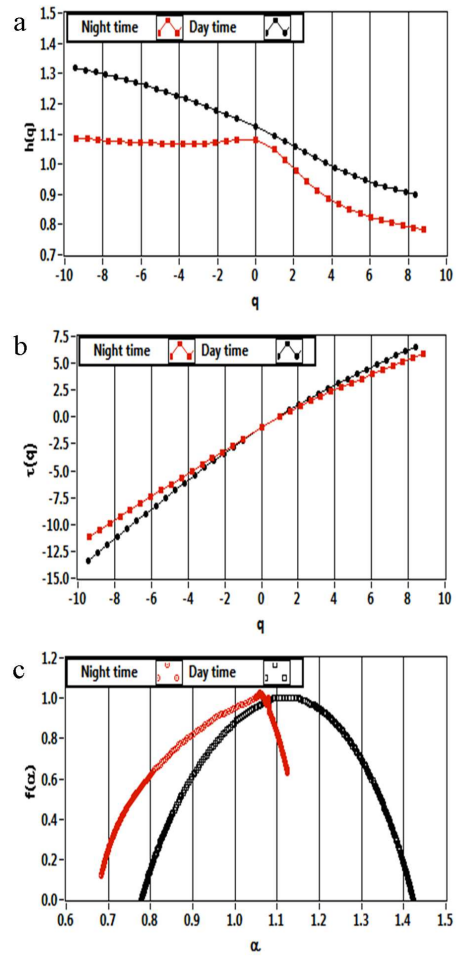 a
Night time Day time
h(q)
1.5
1.4
1.3
1.2
1.1
1.0
0.9
0.8
0.7
-10 -8 -6 -4 -2 0 2 4 6 8 10
q
b
Night time Day time
τ(q)
7.5
5.0
2.5
0.0
-2.5
-5.0
-7.5
-10.0
-12.5
-15.0
-10 -8 -6 -4 -2 0 2 4 6 8 10
q
c
Night time Day time
f(α)
1.2
1.0
0.8
0.6
0.4
0.2
0.0
0.6 0.7 0.8 0.9 1.0 1.1 1.2 1.3 1.4 1.5
α